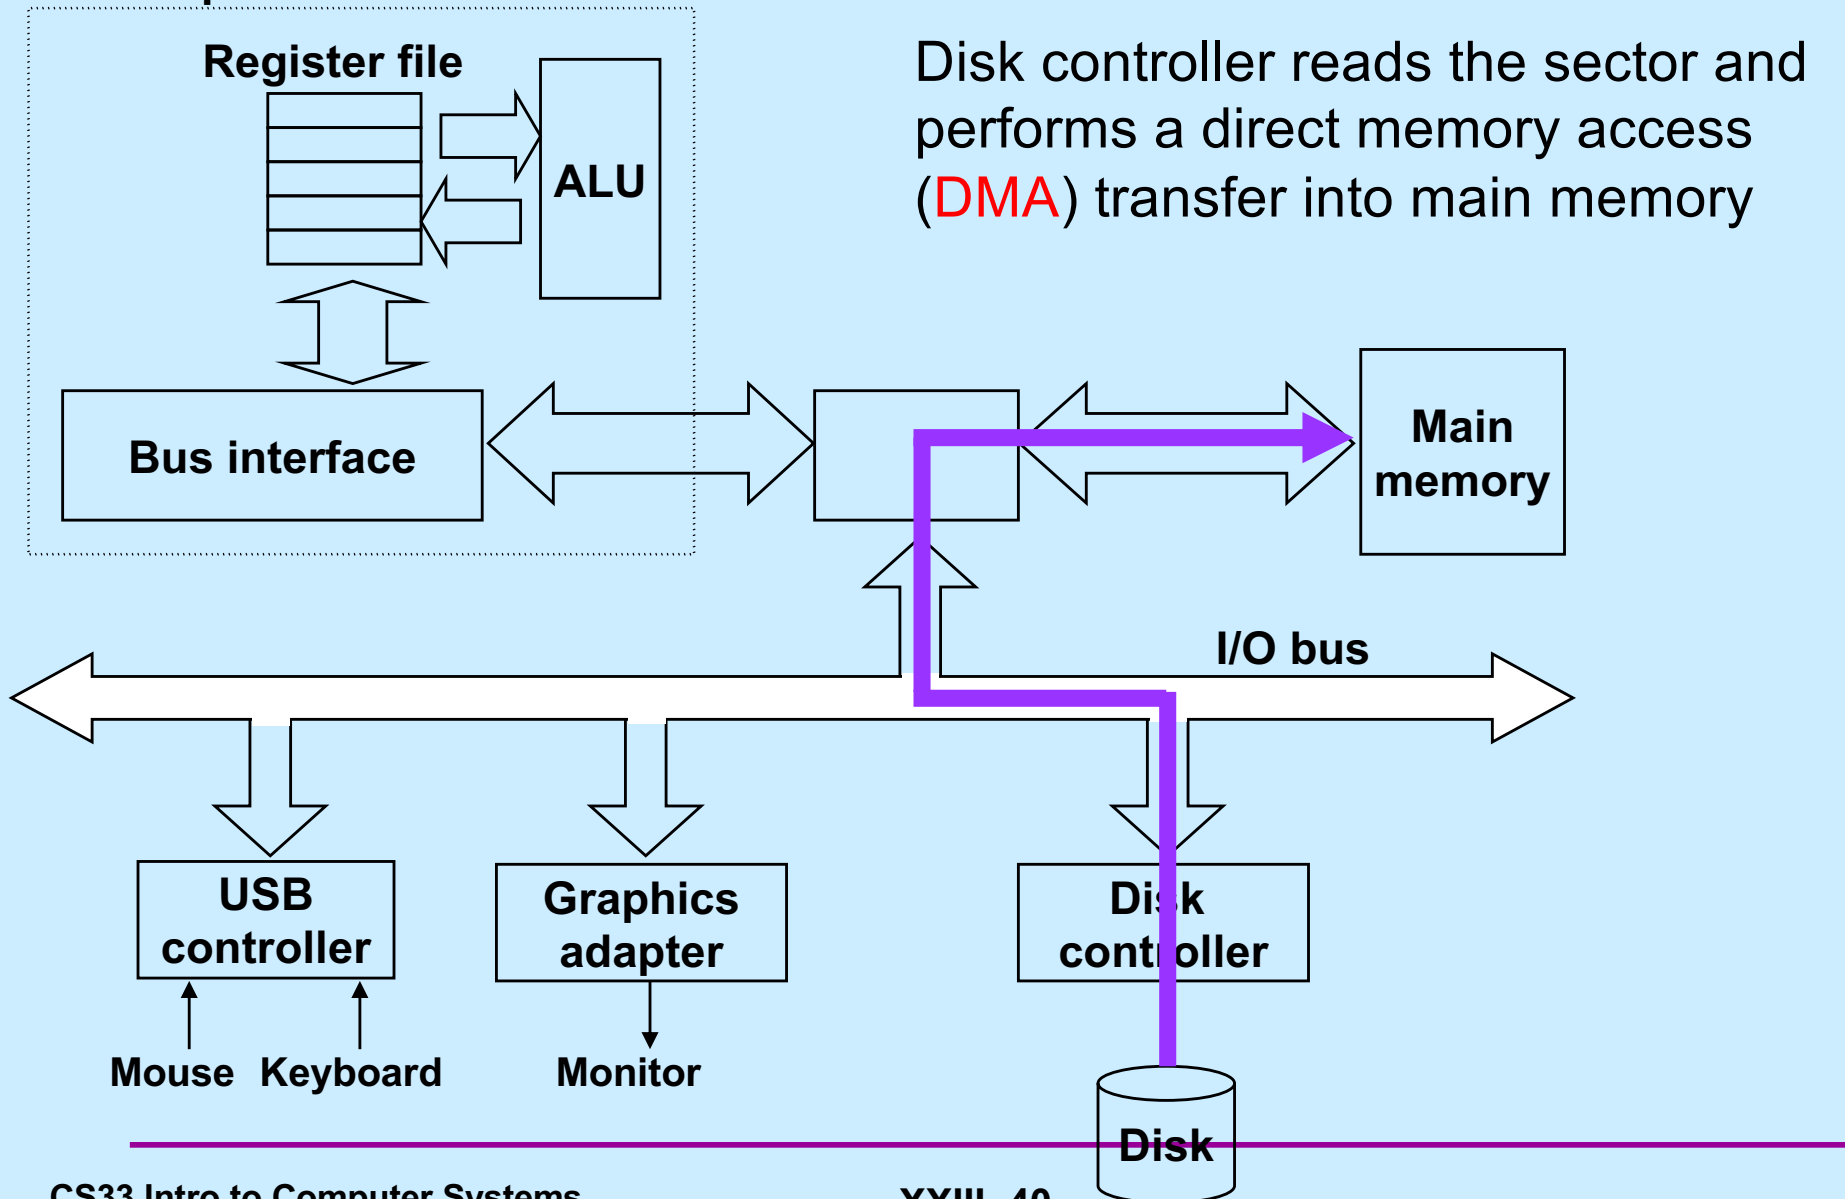 Register file
ALU
Disk controller reads the sector and
performs a direct memory access
(DMA) transfer into main memory
Bus interface
Main
memory
I/O bus
USB
controller
Graphics
adapter
Disk
controller
Mouse
Keyboard
Monitor
Disk
CS33 Intro to Computer Systems
XXIII-40